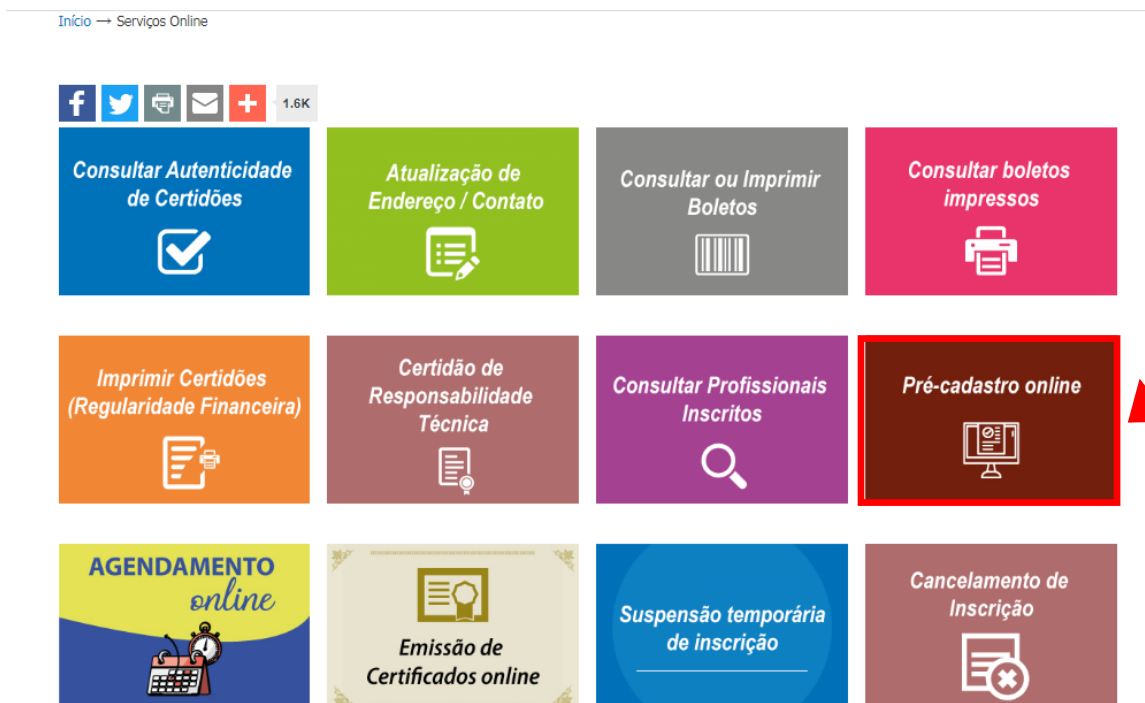 Início → Serviços Online
1.6K
Consultar Autenticidade
de Certidões
Atualização de
Endereço / Contato
Consultar ou Imprimir
Boletos
Consultar boletos
impressos
Imprimir Certidões
(Regularidade Financeira)
Certidão de
Responsabilidade
Técnica
Consultar Profissionais
Inscritos
Pré-cadastro online
AGENDAMENTO
online
Emissão de
Certificados online
Suspensão temporária
de inscrição
Cancelamento de
Inscrição